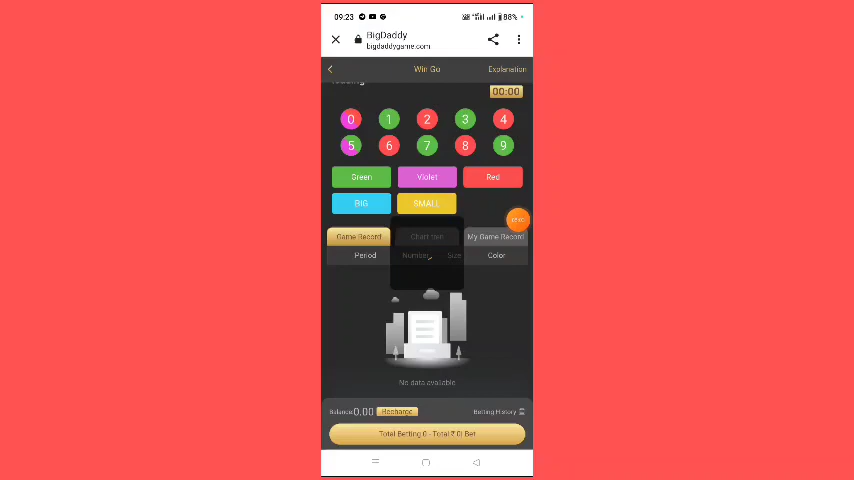 09:23 88%
BigDaddy
bigdaddygame.com
Win Go Explanation
00:00
0 1 2 3 4
5 6 7 8 9
Green Violet Red
BIG SMALL
Game Record Chart tren My Game Record
Period Number Size Color
No data available
Balance:0.00 Recharge Betting History
Total Betting 0 - Total ₹ 0| Bet